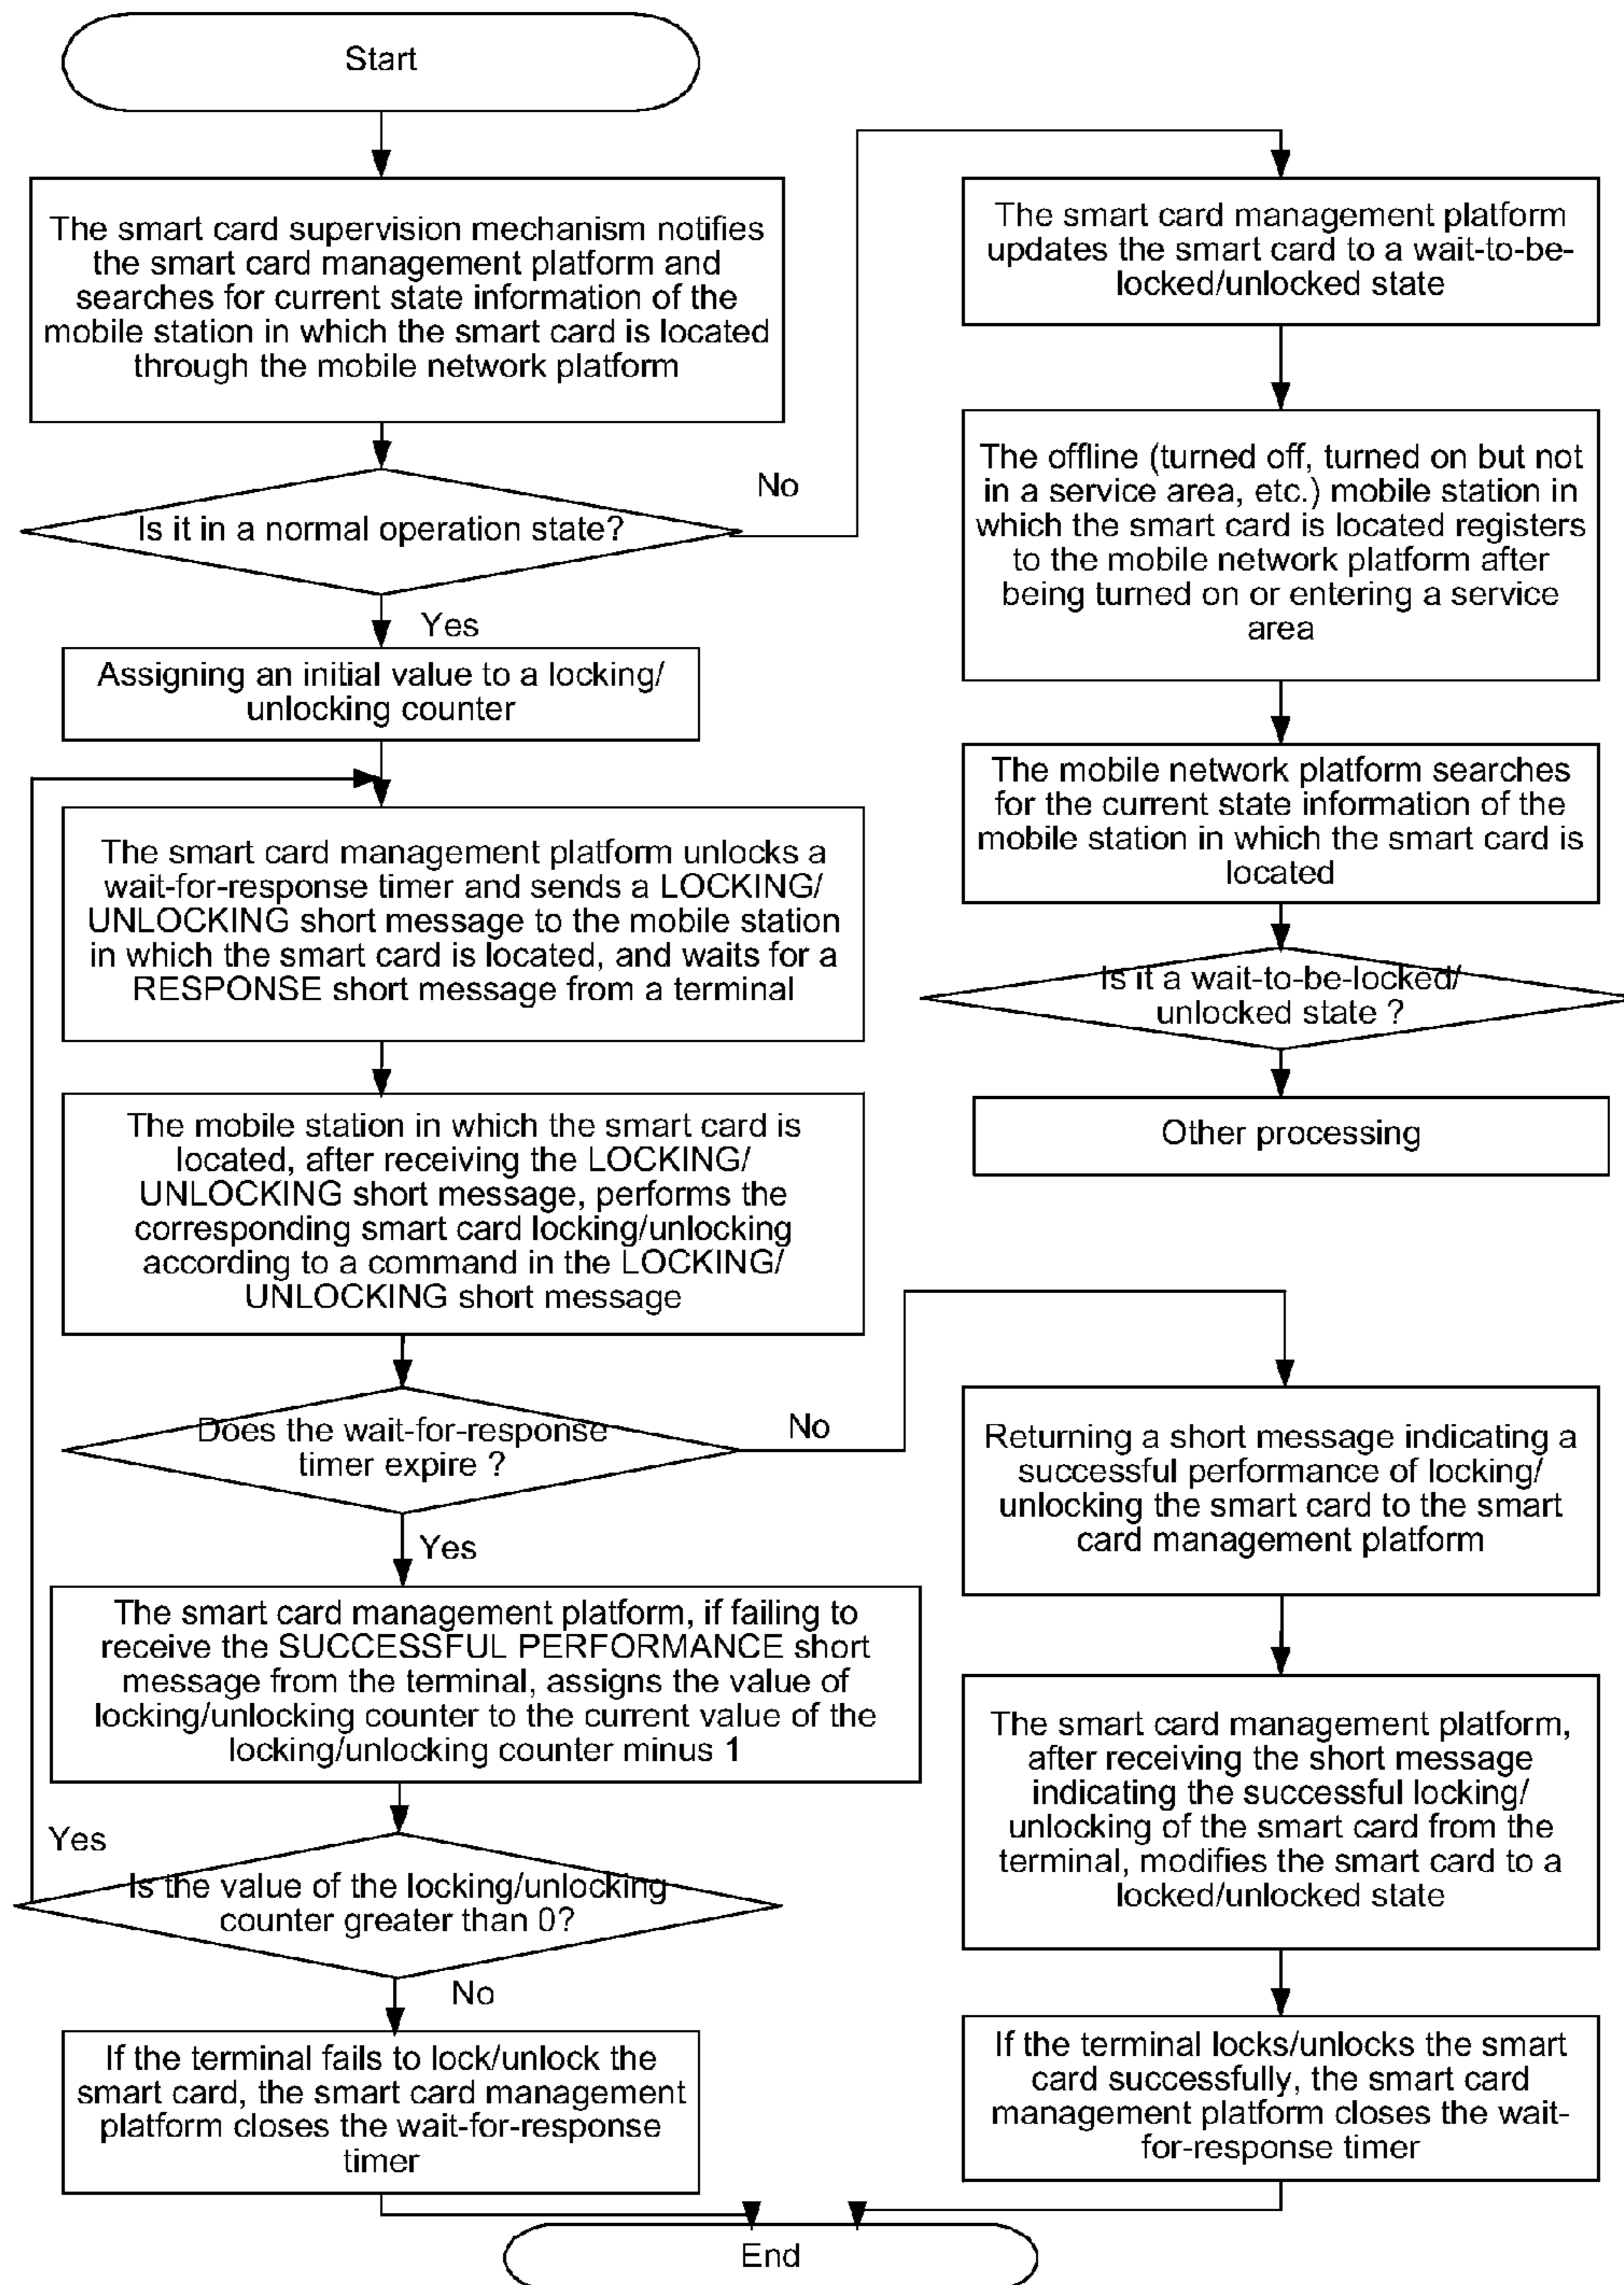 Start
The smart card supervision mechanism notifies
the smart card management platform and
searches for current state information of the
mobile station in which the smart card is located
through the mobile network platform
Is it in a normal operation state?
No
Yes
Assigning an initial value to a locking/
unlocking counter
The smart card management platform unlocks a
wait-for-response timer and sends a LOCKING/
UNLOCKING short message to the mobile station
in which the smart card is located, and waits for a
RESPONSE short message from a terminal
The mobile station in which the smart card is
located, after receiving the LOCKING/
UNLOCKING short message, performs the
corresponding smart card locking/unlocking
according to a command in the LOCKING/
UNLOCKING short message
Does the wait-for-response
timer expire ?
No
Yes
The smart card management platform, if failing to
receive the SUCCESSFUL PERFORMANCE short
message from the terminal, assigns the value of
locking/unlocking counter to the current value of the
locking/unlocking counter minus 1
Yes
Is the value of the locking/unlocking
counter greater than 0?
No
If the terminal fails to lock/unlock the
smart card, the smart card management
platform closes the wait-for-response
timer
The smart card management platform
updates the smart card to a wait-to-be-
locked/unlocked state
The offline (turned off, turned on but not
in a service area, etc.) mobile station in
which the smart card is located registers
to the mobile network platform after
being turned on or entering a service
area
The mobile network platform searches
for the current state information of the
mobile station in which the smart card is
located
Is it a wait-to-be-locked/
unlocked state ?
Other processing
Returning a short message indicating a
successful performance of locking/
unlocking the smart card to the smart
card management platform
The smart card management platform,
after receiving the short message
indicating the successful locking/
unlocking of the smart card from the
terminal, modifies the smart card to a
locked/unlocked state
If the terminal locks/unlocks the smart
card successfully, the smart card
management platform closes the wait-
for-response timer
End